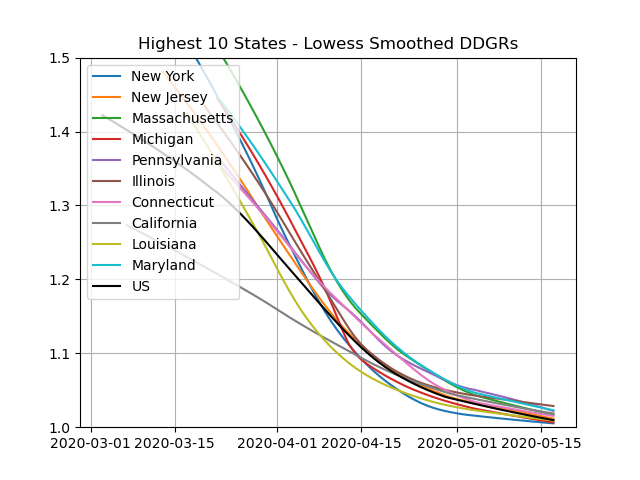 Highest 10 States - Lowess Smoothed DDGRs
1.5
1.4
1.3
1.2
1.1
1.0
New York
New Jersey
Massachusetts
Michigan
Pennsylvania
Illinois
Connecticut
California
Louisiana
Maryland
US
2020-03-01 2020-03-15 2020-04-01 2020-04-15 2020-05-01 2020-05-15